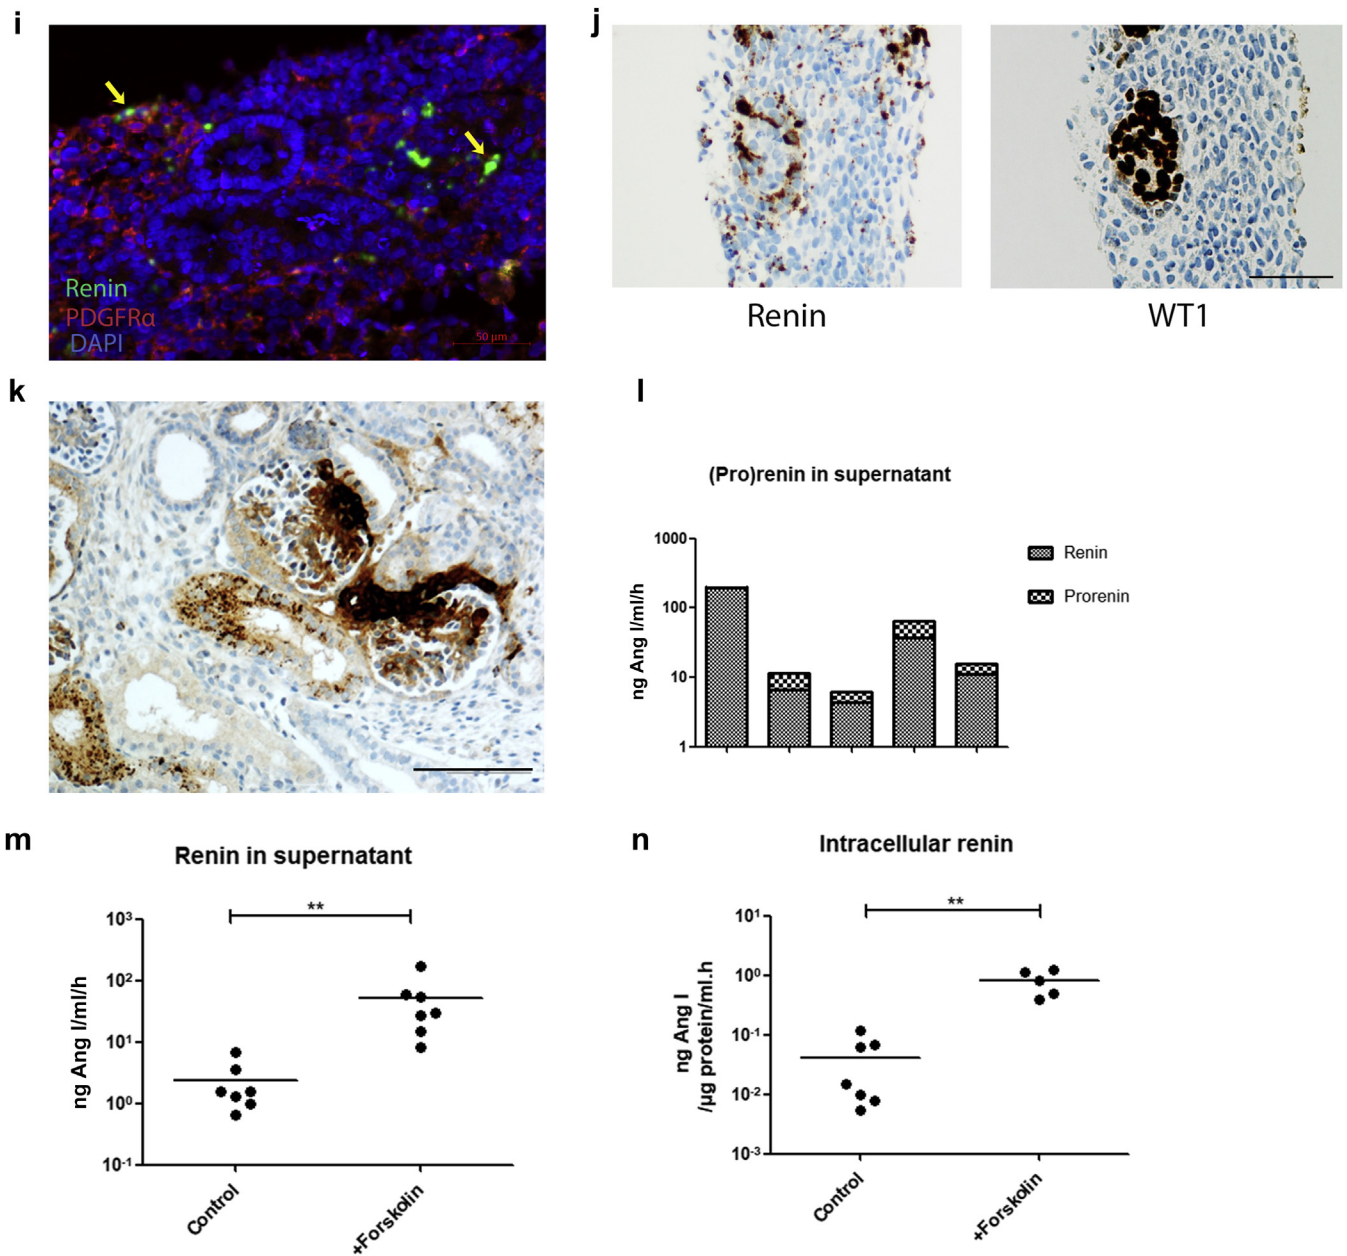 i
Renin
PDGFRα
DAPI
50 µm
j
Renin
WT1
k
l
(Pro)renin in supernatant
ng Ang I/ml/h
1000
100
10
1
Renin
Prorenin
m
Renin in supernatant
**
ng Ang I/ml/h
10³
10²
10¹
10⁰
10⁻¹
Control
+Forskolin
n
Intracellular renin
**
ng Ang I
/µg protein/ml.h
10¹
10⁰
10⁻¹
10⁻²
10⁻³
Control
+Forskolin